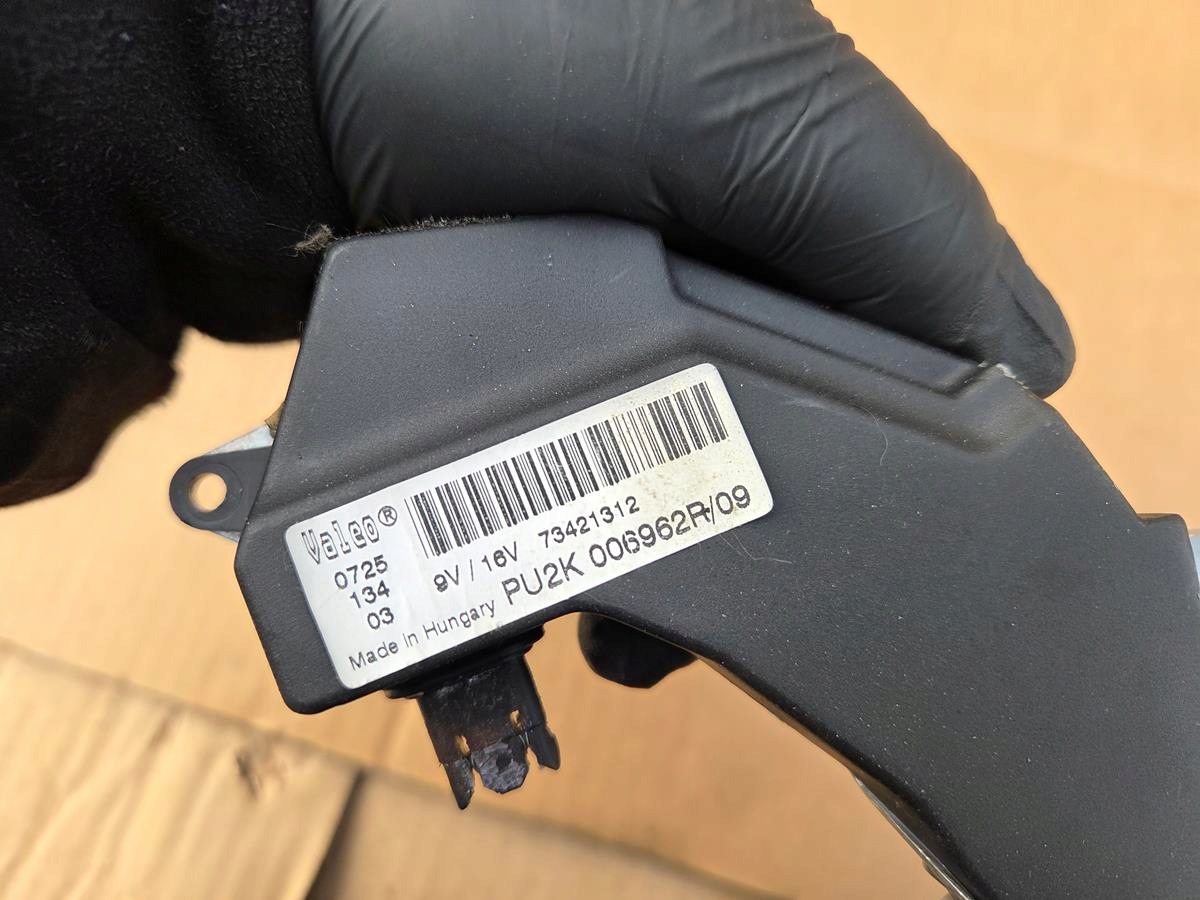 Valeo®
0725
134
03
9V / 16V 73421312
Made in Hungary PU2K 006962R/09